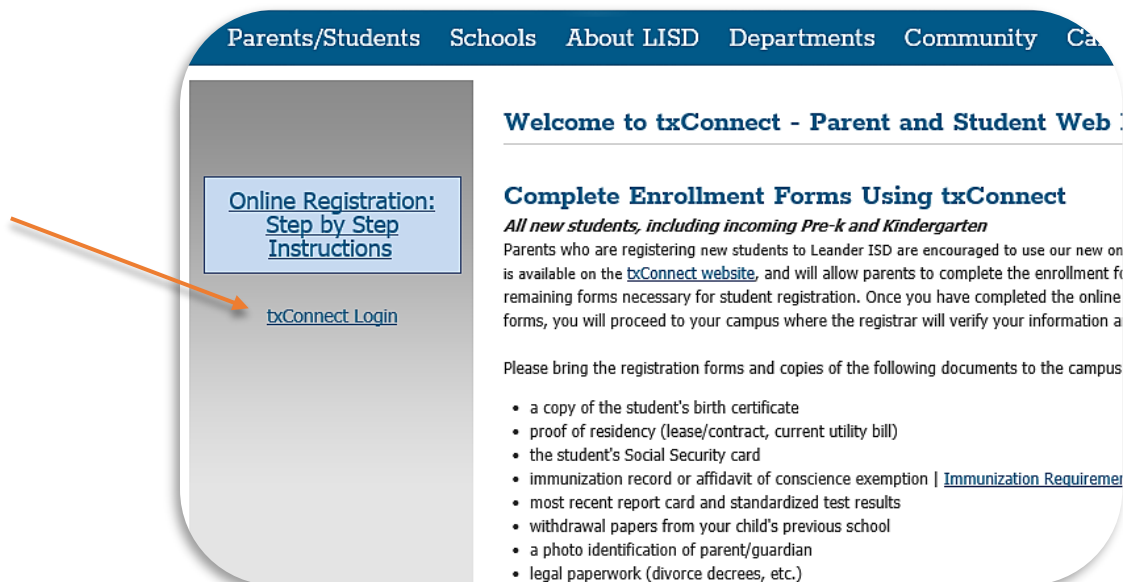 Parents/Students Schools About LISD Departments Community
Online Registration:
Step by Step
Instructions
txConnect Login
Welcome to txConnect - Parent and Student Web
Complete Enrollment Forms Using txConnect
All new students, including incoming Pre-k and Kindergarten
Parents who are registering new students to Leander ISD are encouraged to use our new on
is available on the txConnect website, and will allow parents to complete the enrollment
remaining forms necessary for student registration. Once you have completed the online
forms, you will proceed to your campus where the registrar will verify your information
Please bring the registration forms and copies of the following documents to the campus
• a copy of the student's birth certificate
• proof of residency (lease/contract, current utility bill)
• the student's Social Security card
• immunization record or affidavit of conscience exemption | Immunization
• most recent report card and standardized test results
• withdrawal papers from your child's previous school
• a photo identification of parent/guardian
• legal paperwork (divorce decrees, etc.)